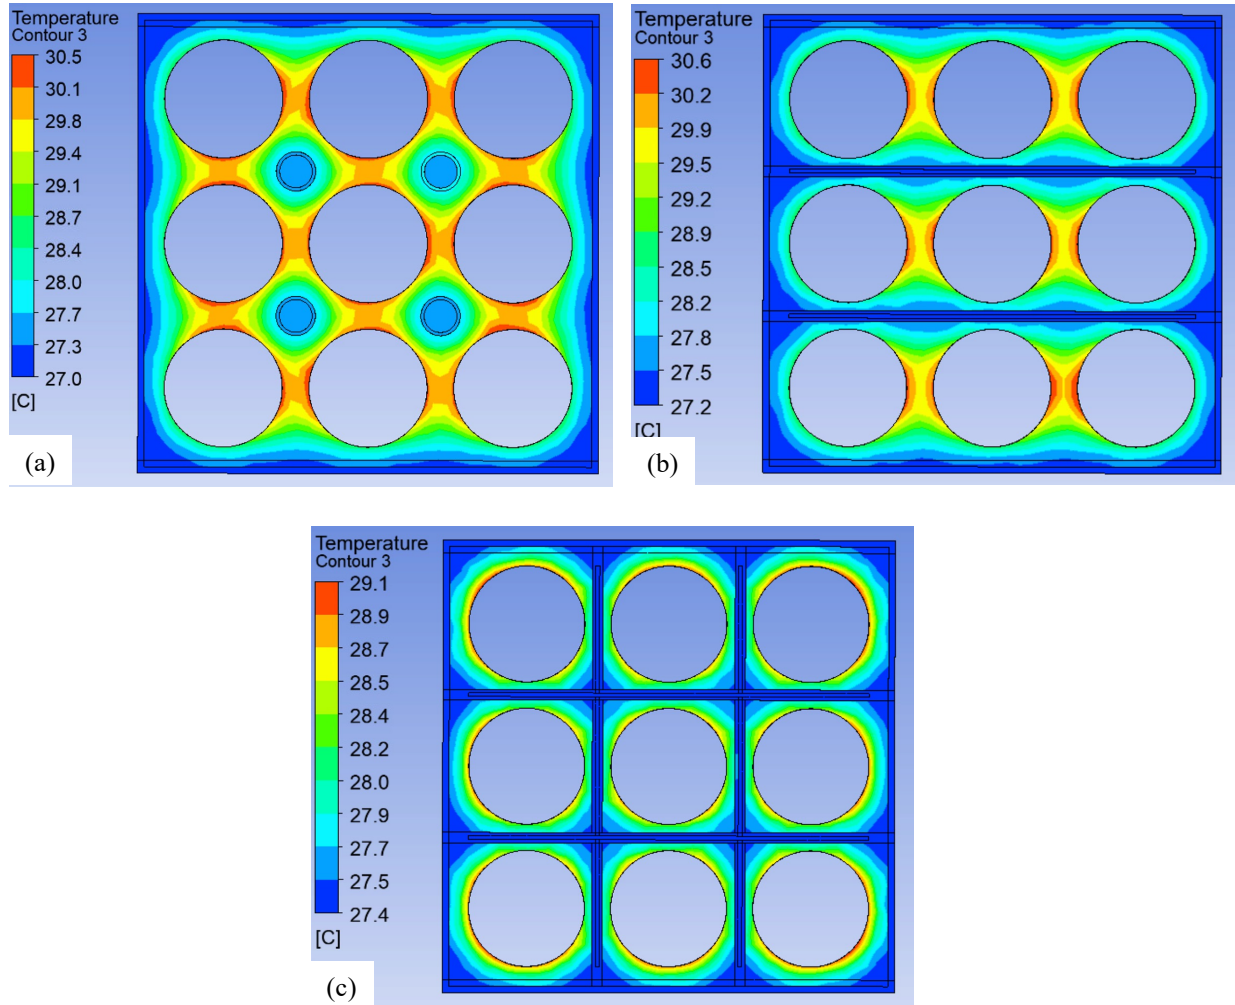 Temperature
Contour 3
30.5
30.1
29.8
29.4
29.1
28.7
28.4
28.0
27.7
27.3
27.0
[C]
(a)
Temperature
Contour 3
30.6
30.2
29.9
29.5
29.2
28.9
28.5
28.2
27.8
27.5
27.2
[C]
(b)
Temperature
Contour 3
29.1
28.9
28.7
28.5
28.4
28.2
28.0
27.9
27.7
27.5
27.4
[C]
(c)